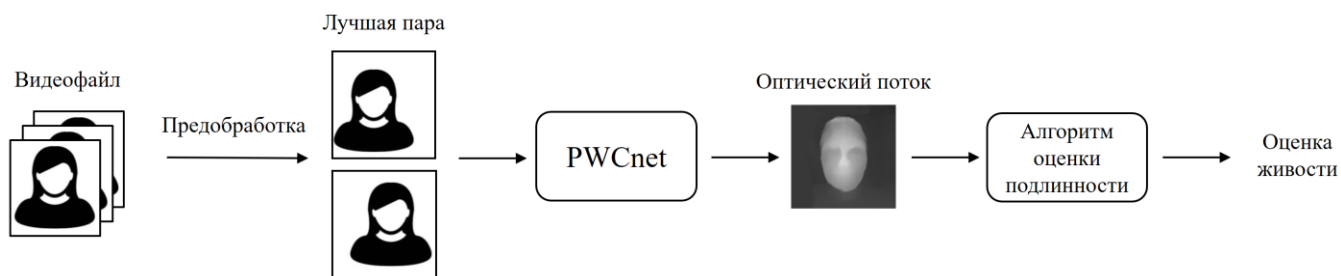 Видеофайл
Предобработка
Лучшая пара
PWCnet
Оптический поток
Алгоритм
оценки
подлинности
Оценка
живости